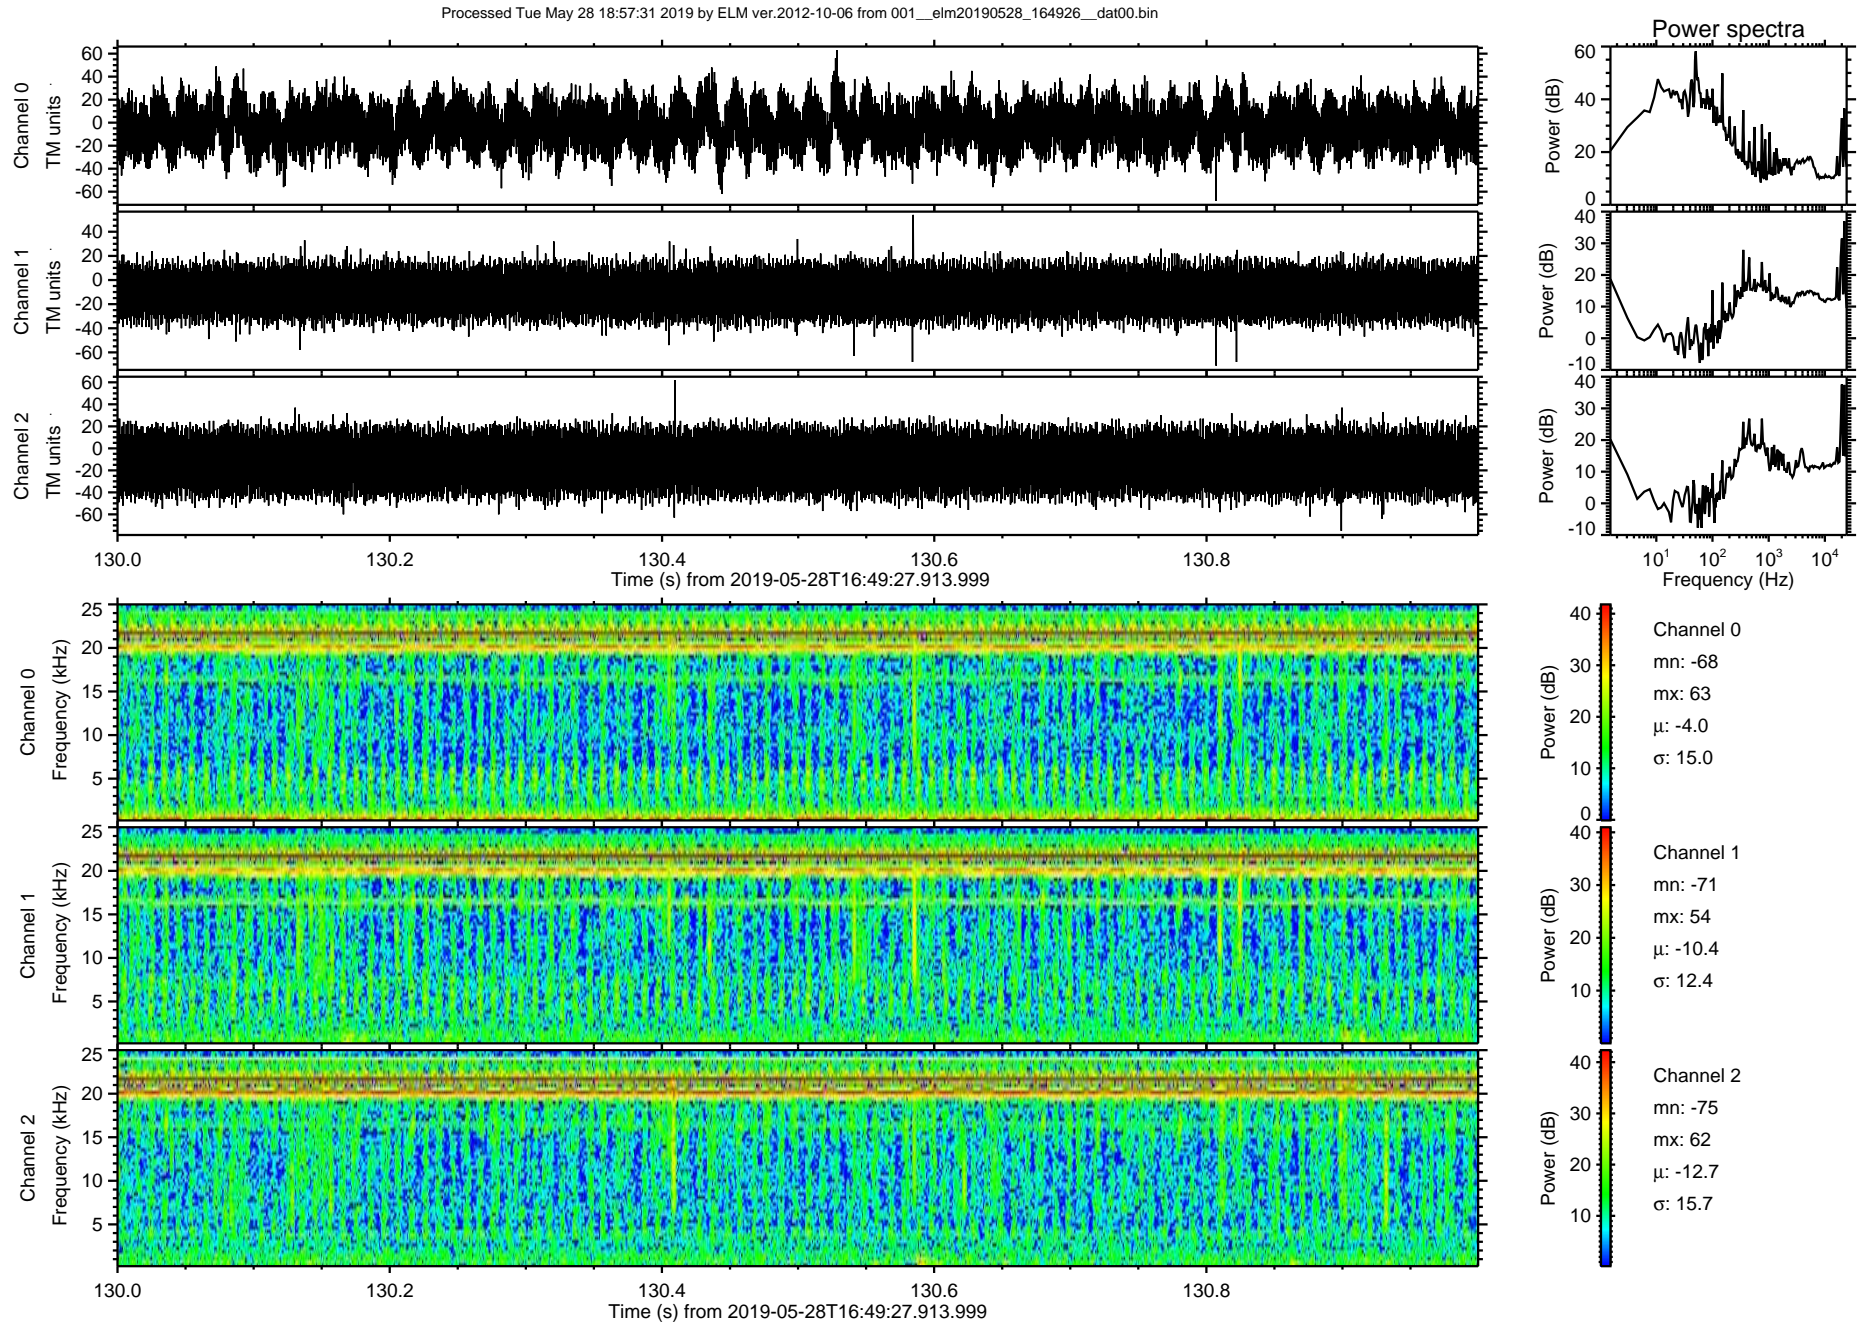 Processed Tue May 28 18:57:31 2019 by ELM ver.2012-10-06 from 001__elm20190528_164926__dat00.bin
Power spectra
Channel 0
TM units
60
40
20
0
-20
-40
-60
Power (dB)
60
40
20
0
Channel 1
TM units
40
20
0
-20
-40
-60
Power (dB)
40
30
20
10
0
-10
Channel 2
TM units
60
40
20
0
-20
-40
-60
Power (dB)
40
30
20
10
0
-10
130.0 130.2 130.4 130.6 130.8
Time (s) from 2019-05-28T16:49:27.913.999
10¹ 10² 10³ 10⁴
Frequency (Hz)
Channel 0
Frequency (kHz)
25
20
15
10
5
Power (dB)
40
30
20
10
0
Channel 0
mn: -68
mx: 63
μ: -4.0
σ: 15.0
Channel 1
Frequency (kHz)
25
20
15
10
5
Power (dB)
40
30
20
10
Channel 1
mn: -71
mx: 54
μ: -10.4
σ: 12.4
Channel 2
Frequency (kHz)
25
20
15
10
5
Power (dB)
40
30
20
10
Channel 2
mn: -75
mx: 62
μ: -12.7
σ: 15.7
130.0 130.2 130.4 130.6 130.8
Time (s) from 2019-05-28T16:49:27.913.999